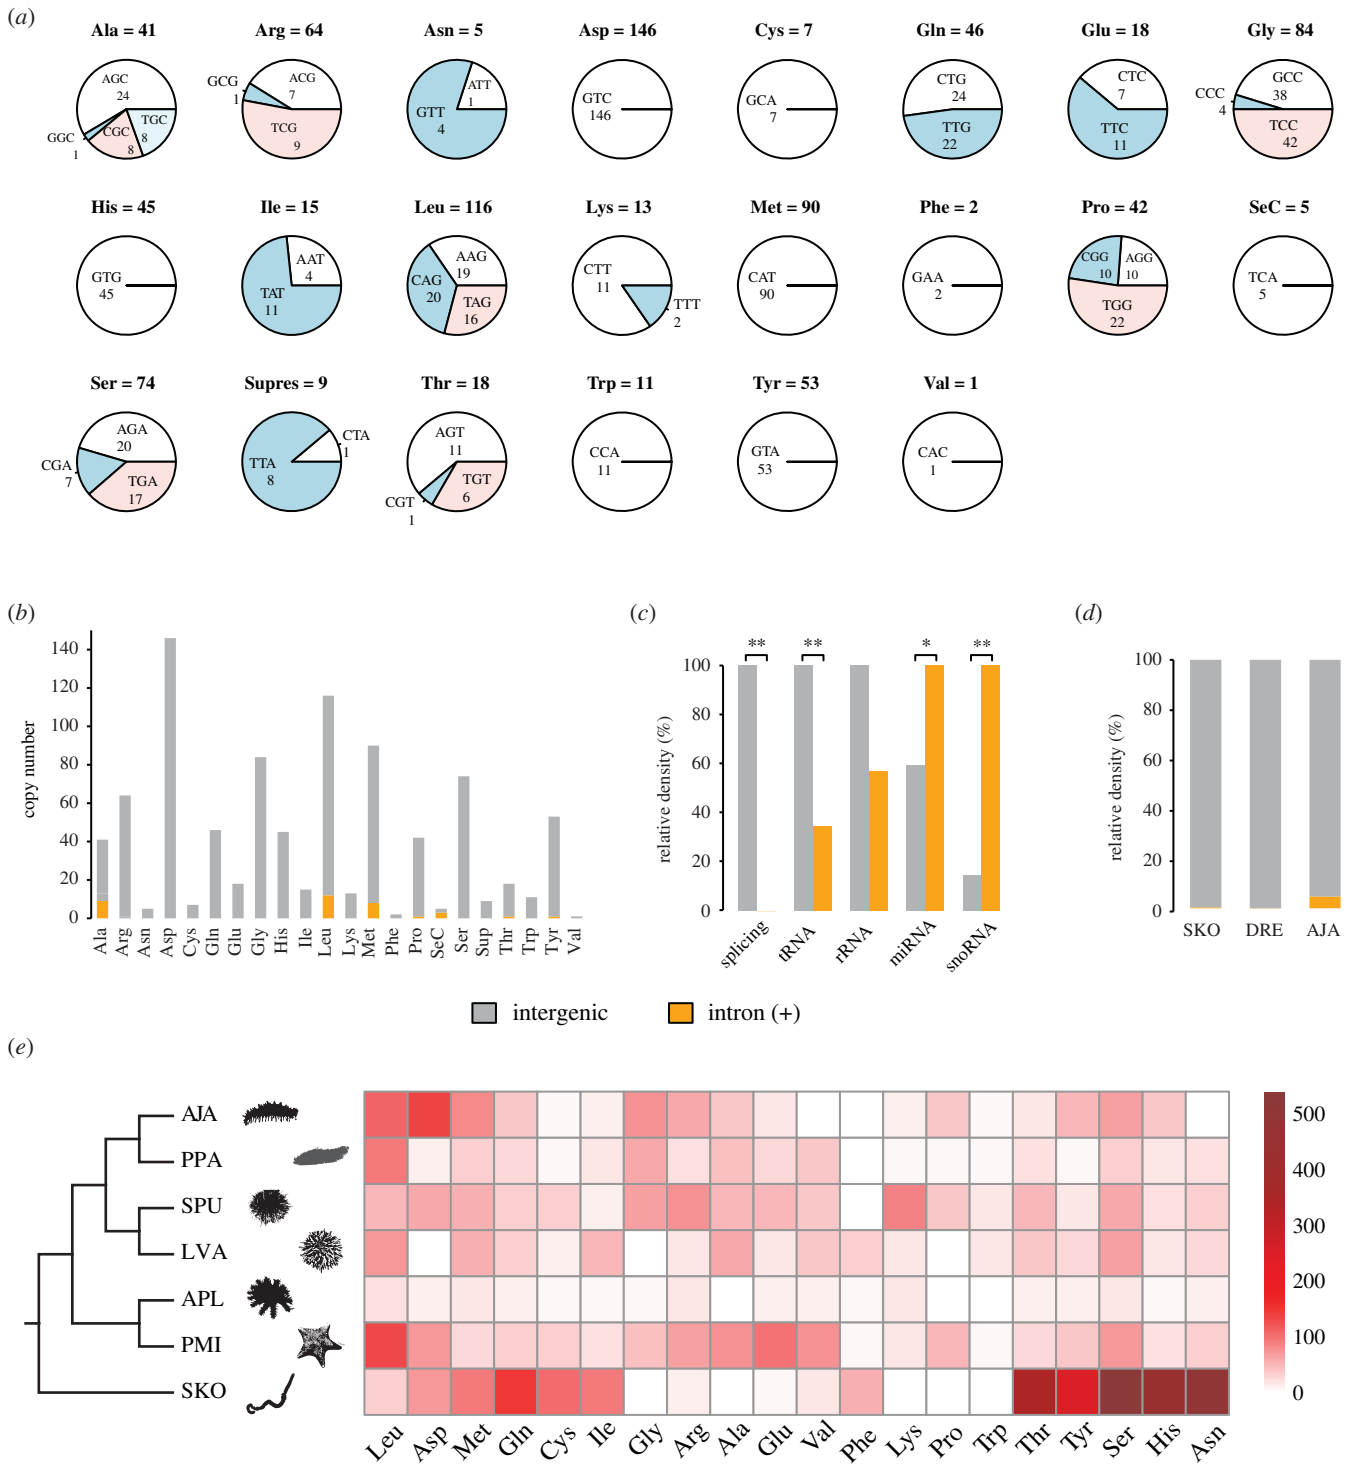 (a)
Ala = 41
Arg = 64
Asn = 5
Asp = 146
Cys = 7
Gln = 46
Glu = 18
Gly = 84
AGC
24
GGC
1
CGC
8
TGC
8
GCG
1
ACG
7
TCG
9
GTT
4
ATT
1
GTC
146
GCA
7
CTG
24
TTG
22
CTC
7
TTC
11
CCC
4
GCC
38
TCC
42
His = 45
Ile = 15
Leu = 116
Lys = 13
Met = 90
Phe = 2
Pro = 42
SeC = 5
GTG
45
AAT
4
TAT
11
AAG
19
CAG
20
TAG
16
CTT
11
TTT
2
CAT
90
GAA
2
CGG
10
AGG
10
TGG
22
TCA
5
Ser = 74
Supres = 9
Thr = 18
Trp = 11
Tyr = 53
Val = 1
AGA
20
CGA
7
TGA
17
TTA
8
CTA
1
AGT
11
CGT
1
TGT
6
CCA
11
GTA
53
CAC
1
(b)
copy number
140
120
100
80
60
40
20
0
Ala
Arg
Asn
Asp
Cys
Gln
Glu
Gly
His
Ile
Leu
Lys
Met
Phe
Pro
SeC
Ser
Sup
Thr
Trp
Tyr
Val
(c)
relative density (%)
100
80
60
40
20
0
**
**
*
**
splicing
tRNA
rRNA
miRNA
snoRNA
(d)
relative density (%)
100
80
60
40
20
0
SKO
DRE
AJA
intergenic
intron (+)
(e)
AJA
PPA
SPU
LVA
APL
PMI
SKO
Leu
Asp
Met
Gln
Cys
Ile
Gly
Arg
Ala
Glu
Val
Phe
Lys
Pro
Trp
Thr
Tyr
Ser
His
Asn
500
400
300
200
100
0